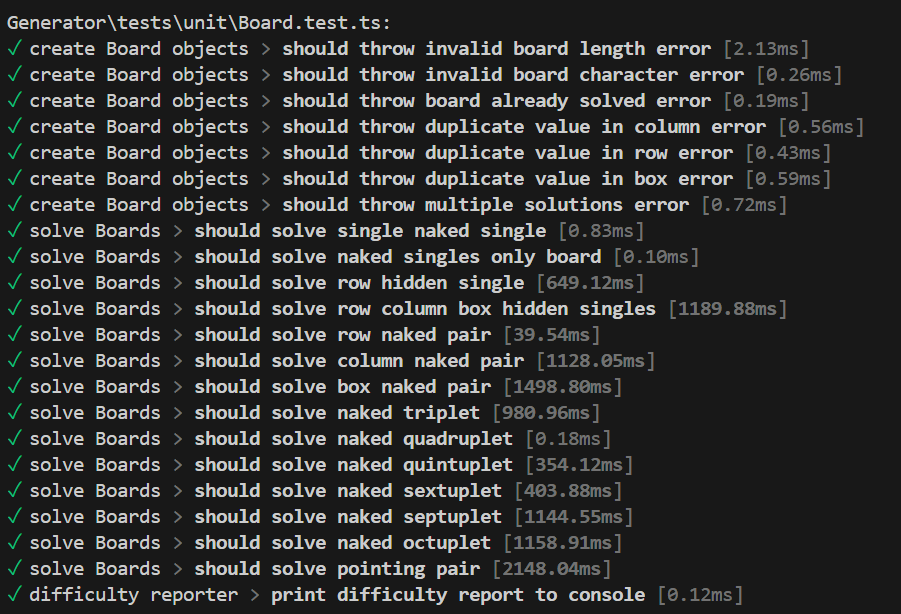 Generator\tests\unit\Board.test.ts:
✓ create Board objects > should throw invalid board length error [2.13ms]
✓ create Board objects > should throw invalid board character error [0.26ms]
✓ create Board objects > should throw board already solved error [0.19ms]
✓ create Board objects > should throw duplicate value in column error [0.56ms]
✓ create Board objects > should throw duplicate value in row error [0.43ms]
✓ create Board objects > should throw duplicate value in box error [0.59ms]
✓ create Board objects > should throw multiple solutions error [0.72ms]
✓ solve Boards > should solve single naked single [0.83ms]
✓ solve Boards > should solve naked singles only board [0.10ms]
✓ solve Boards > should solve row hidden single [649.12ms]
✓ solve Boards > should solve row column box hidden singles [1189.88ms]
✓ solve Boards > should solve row naked pair [39.54ms]
✓ solve Boards > should solve column naked pair [1128.05ms]
✓ solve Boards > should solve box naked pair [1498.80ms]
✓ solve Boards > should solve naked triplet [980.96ms]
✓ solve Boards > should solve naked quadruplet [0.18ms]
✓ solve Boards > should solve naked quintuplet [354.12ms]
✓ solve Boards > should solve naked sextuplet [403.88ms]
✓ solve Boards > should solve naked septuplet [1144.55ms]
✓ solve Boards > should solve naked octuplet [1158.91ms]
✓ solve Boards > should solve pointing pair [2148.04ms]
✓ difficulty reporter > print difficulty report to console [0.12ms]